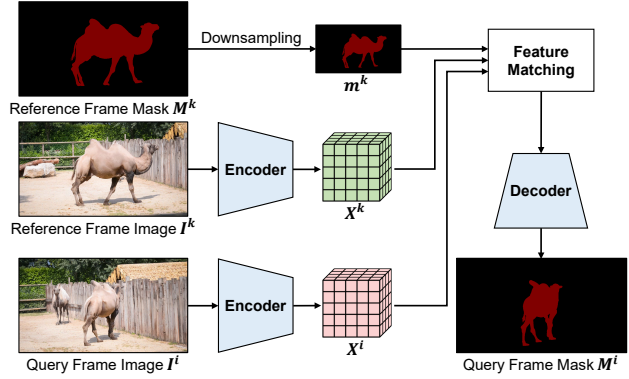 Downsampling
Feature
Matching
m^k
Reference Frame Mask M^k
Encoder
X^k
Reference Frame Image I^k
Decoder
Encoder
X^i
Query Frame Image I^i
Query Frame Mask M^i